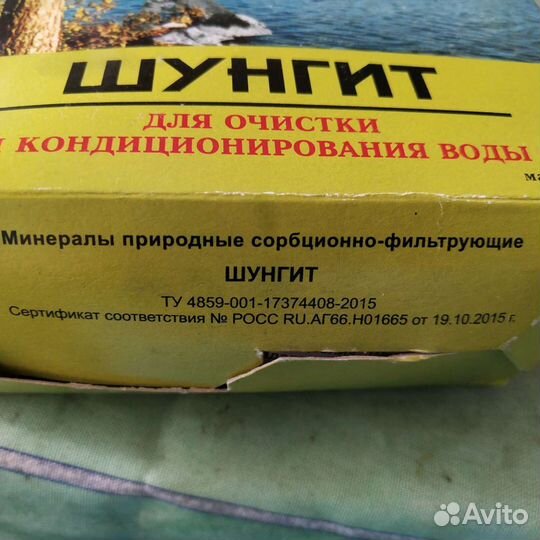 ШУНГИТ
ДЛЯ ОЧИСТКИ
И КОНДИЦИОНИРОВАНИЯ ВОДЫ
Минералы природные сорбционно-фильтрующие
ШУНГИТ
ТУ 4859-001-17374408-2015
Сертификат соответствия № РОСС RU.АГ66.Н01665 от 19.10.2015 г.
Avito